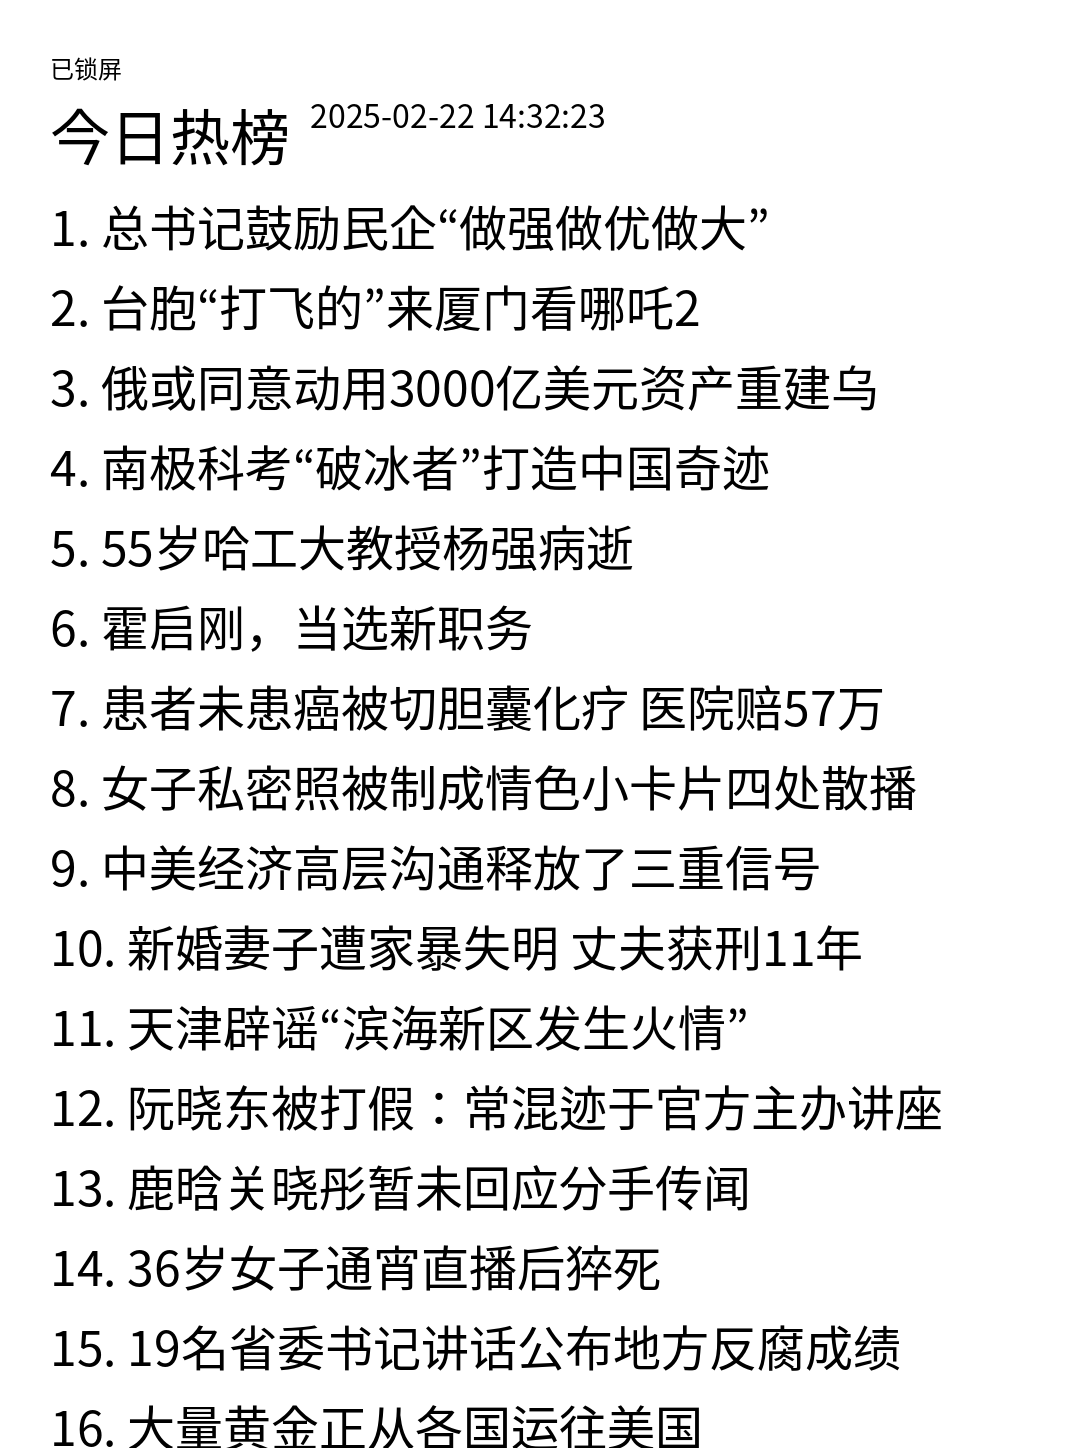 已锁屏
今日热榜 2025-02-22 14:32:23
1. 总书记鼓励民企“做强做优做大”
2. 台胞“打飞的”来厦门看哪吒2
3. 俄或同意动用3000亿美元资产重建乌
4. 南极科考“破冰者”打造中国奇迹
5. 55岁哈工大教授杨强病逝
6. 霍启刚，当选新职务
7. 患者未患癌被切胆囊化疗 医院赔57万
8. 女子私密照被制成情色小卡片四处散播
9. 中美经济高层沟通释放了三重信号
10. 新婚妻子遭家暴失明 丈夫获刑11年
11. 天津辟谣“滨海新区发生火情”
12. 阮晓东被打假：常混迹于官方主办讲座
13. 鹿晗关晓彤暂未回应分手传闻
14. 36岁女子通宵直播后猝死
15. 19名省委书记讲话公布地方反腐成绩
16. 大量黄金正从各国运往美国